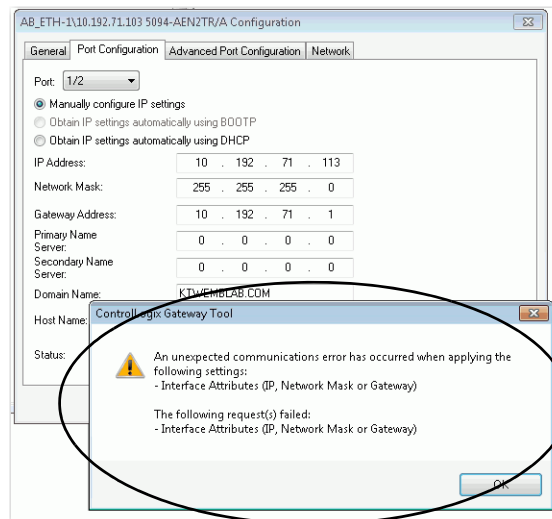 AB_ETH-1\10.192.71.103 5094-AEN2TR/A Configuration
General Port Configuration Advanced Port Configuration Network
Port: 1/2
Manually configure IP settings
Obtain IP settings automatically using BOOTP
Obtain IP settings automatically using DHCP
IP Address: 10 . 192 . 71 . 113
Network Mask: 255 . 255 . 255 . 0
Gateway Address: 10 . 192 . 71 . 1
Primary Name
Server: 0 . 0 . 0 . 0
Secondary Name
Server: 0 . 0 . 0 . 0
Domain Name: KTWEMBLAB.COM
Host Name:
Status:
ControlLogix Gateway Tool
An unexpected communications error has occurred when applying the
following settings:
- Interface Attributes (IP, Network Mask or Gateway)
The following request(s) failed:
- Interface Attributes (IP, Network Mask or Gateway)
OK